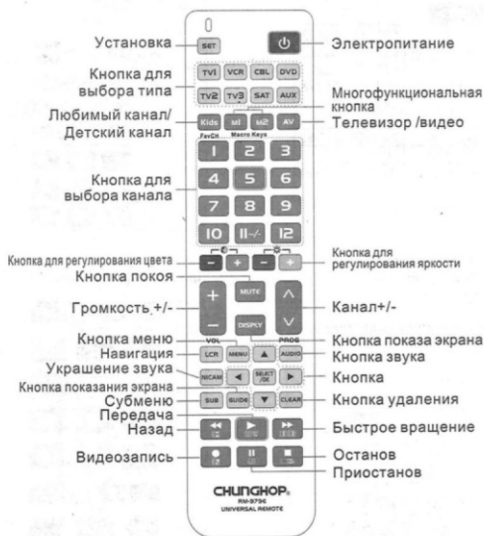 Установка
SET
Электропитание
Кнопка для
выбора типа
TV1 VCR CBL DVD
TV2 TV3 SAT AUX
Многофункциональная
кнопка
Любимый канал/
Детский канал
Kids M1 M2 AV
Телевизор /видео
FavCH Macro Keys
1 2 3
4 5 6
Кнопка для
выбора канала
7 8 9
10 11-/-- 12
Кнопка для регулирования цвета
- + - +
Кнопка для
регулирования яркости
Кнопка покоя
MUTE
Громкость,+/-
+ -
Канал+/-
DISPLY
Кнопка показа экрана
VOL PROG
Кнопка меню
Навигация
LCR MENU AUDIO
Кнопка звука
Украшение звука
NICAM SELECT
/OK
Кнопка
Кнопка показания экрана
Субменю
SUB GUIDE CLEAR
Кнопка удаления
Передача
Назад
Быстрое вращение
Видеозапись
Останов
Приостанов
CHUNGHOP®
RM-979E
UNIVERSAL REMOTE